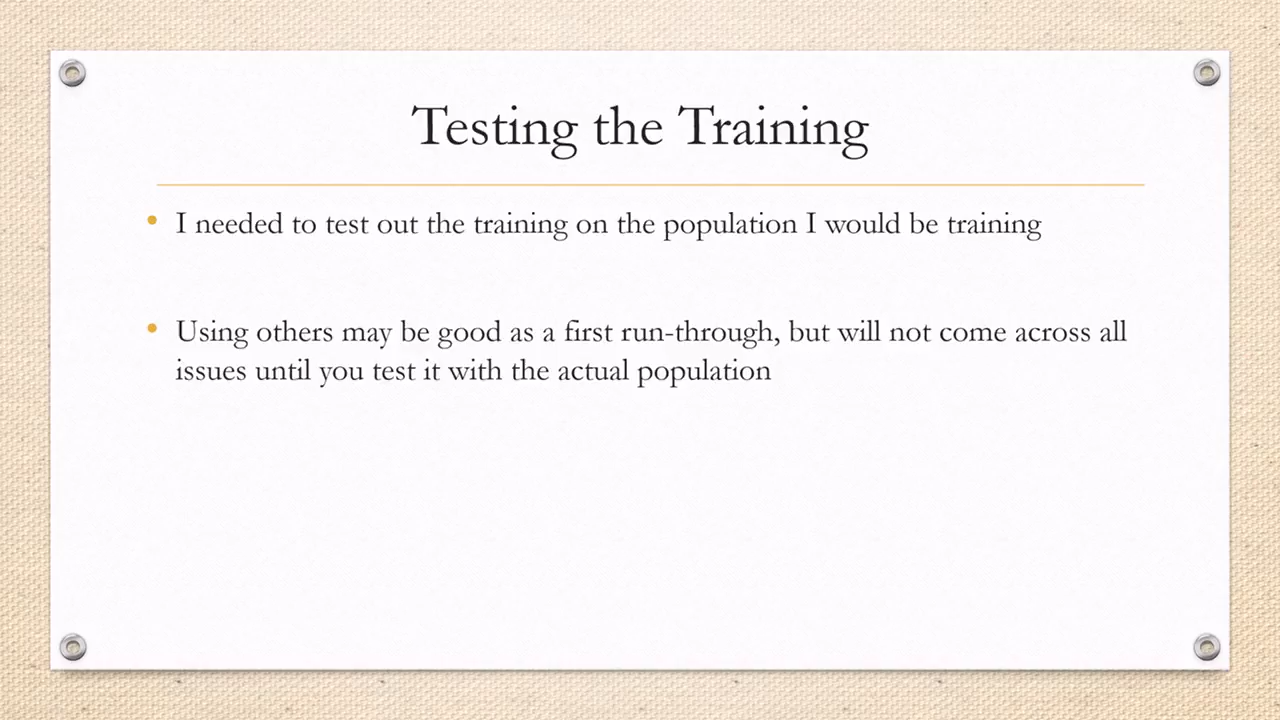 Testing the Training
• I needed to test out the training on the population I would be training
• Using others may be good as a first run-through, but will not come across all
issues until you test it with the actual population